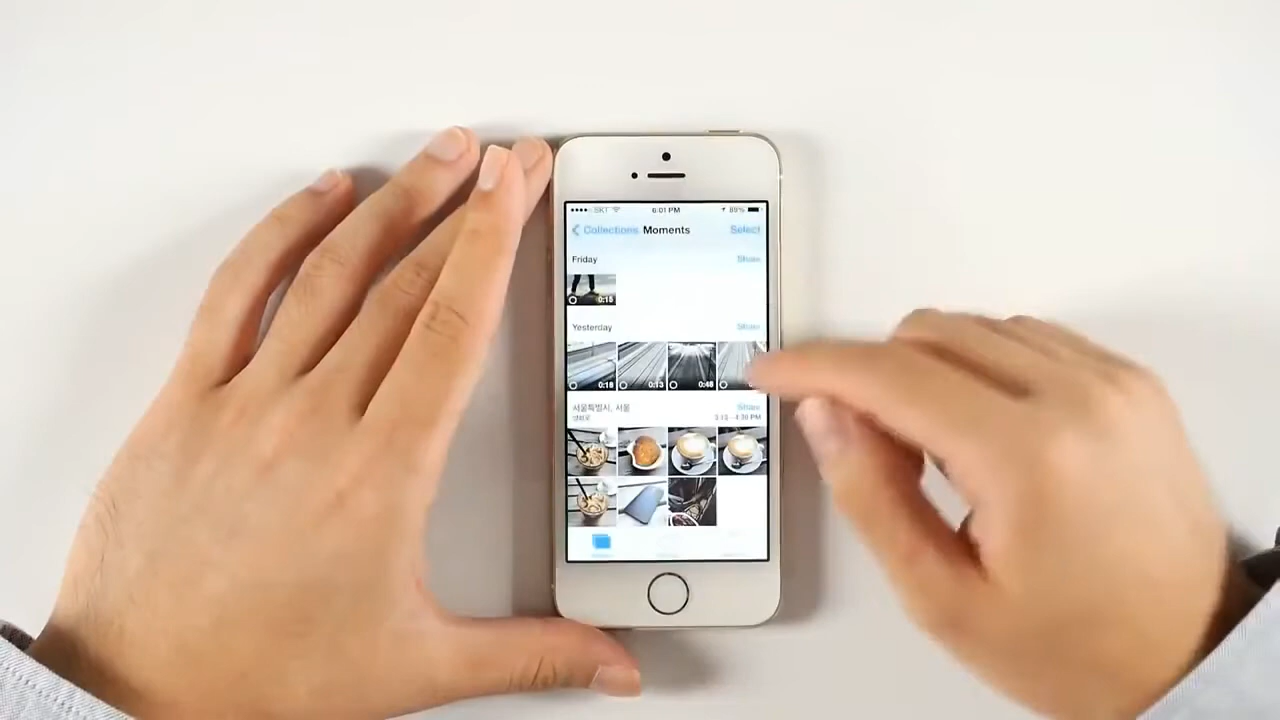 SKT 6:01 PM 89%
Collections Moments Select
Friday Share
0:15
Yesterday Share
0:18 0:13 0:48
서울특별시, 서울 Share